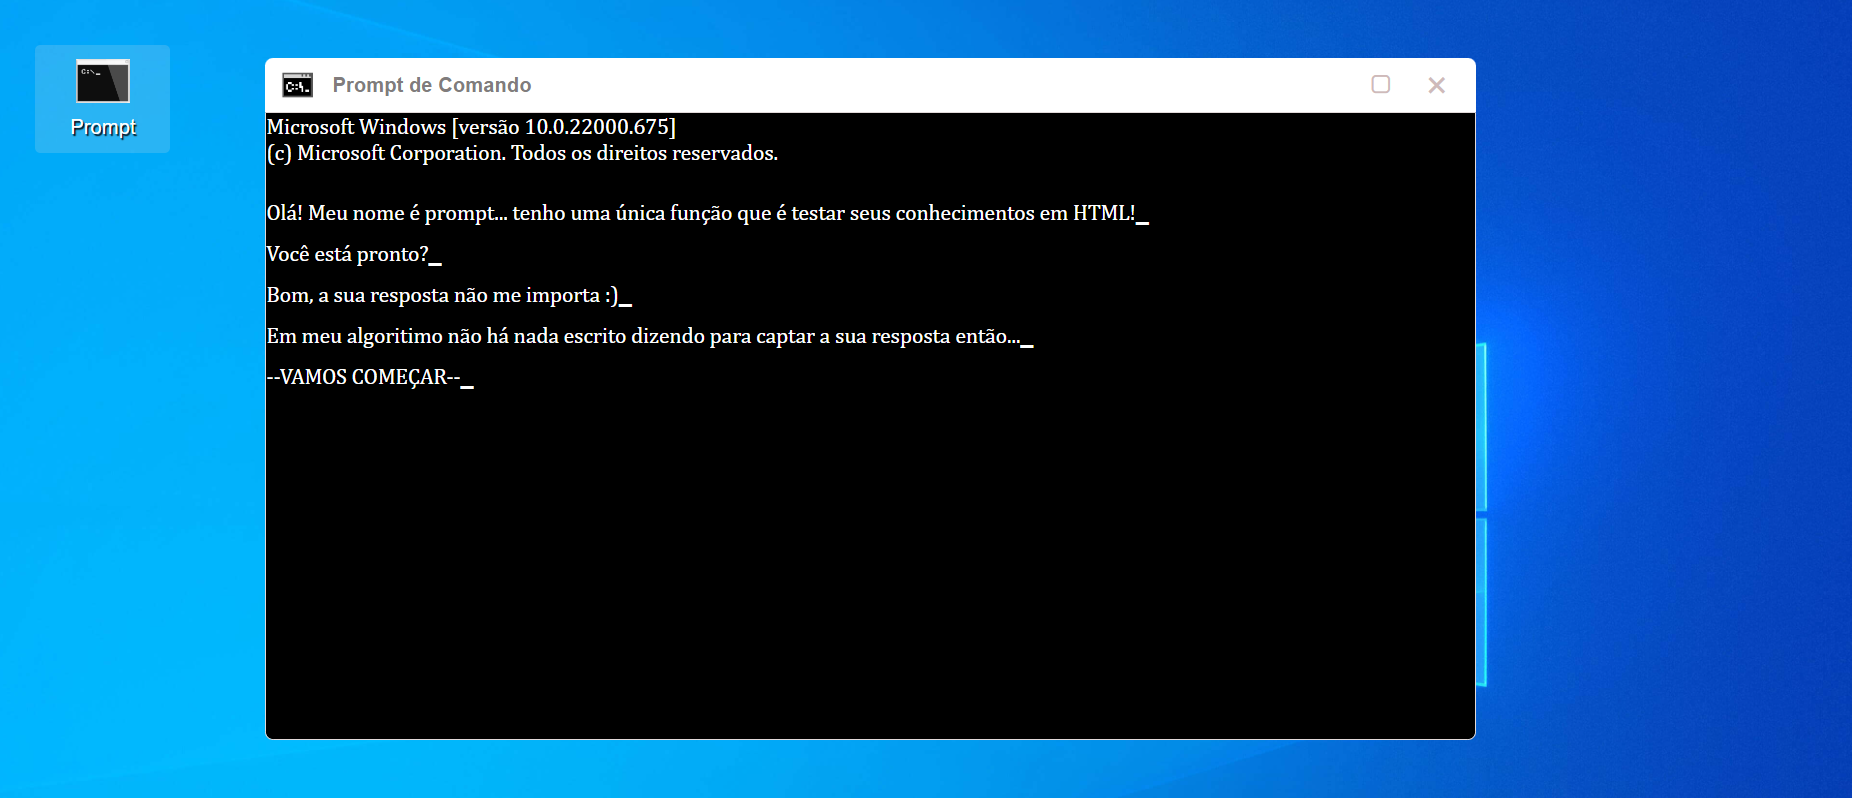 Prompt
Prompt de Comando
Microsoft Windows [versão 10.0.22000.675]
(c) Microsoft Corporation. Todos os direitos reservados.
Olá! Meu nome é prompt... tenho uma única função que é testar seus conhecimentos em HTML!_
Você está pronto?_
Bom, a sua resposta não me importa :)_
Em meu algoritimo não há nada escrito dizendo para captar a sua resposta então..._
--VAMOS COMEÇAR--_